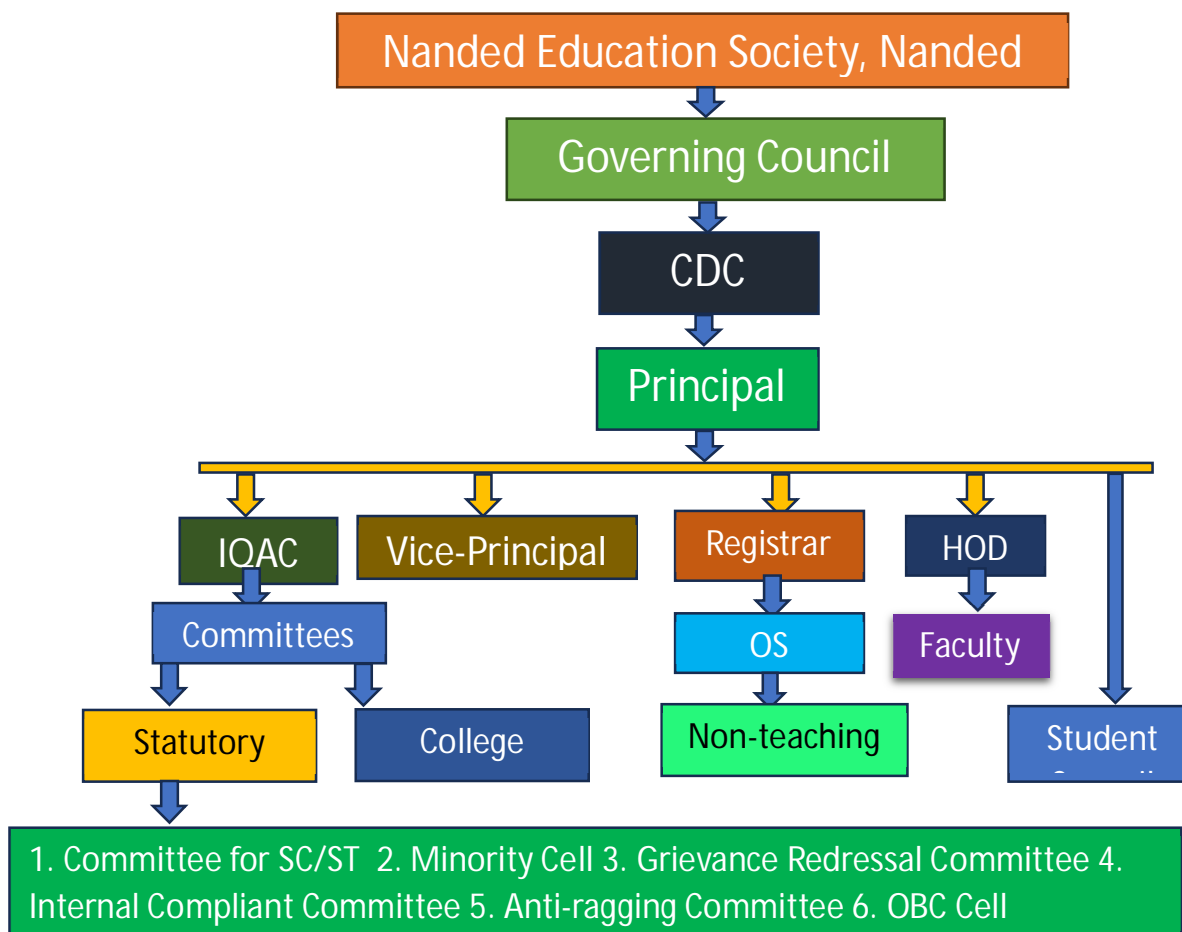 Nanded Education Society, Nanded
Governing Council
CDC
Principal
IQAC
Vice-Principal
Registrar
HOD
Committees
OS
Faculty
Statutory
College
Non-teaching
Student
1. Committee for SC/ST 2. Minority Cell 3. Grievance Redressal Committee 4.
Internal Compliant Committee 5. Anti-ragging Committee 6. OBC Cell